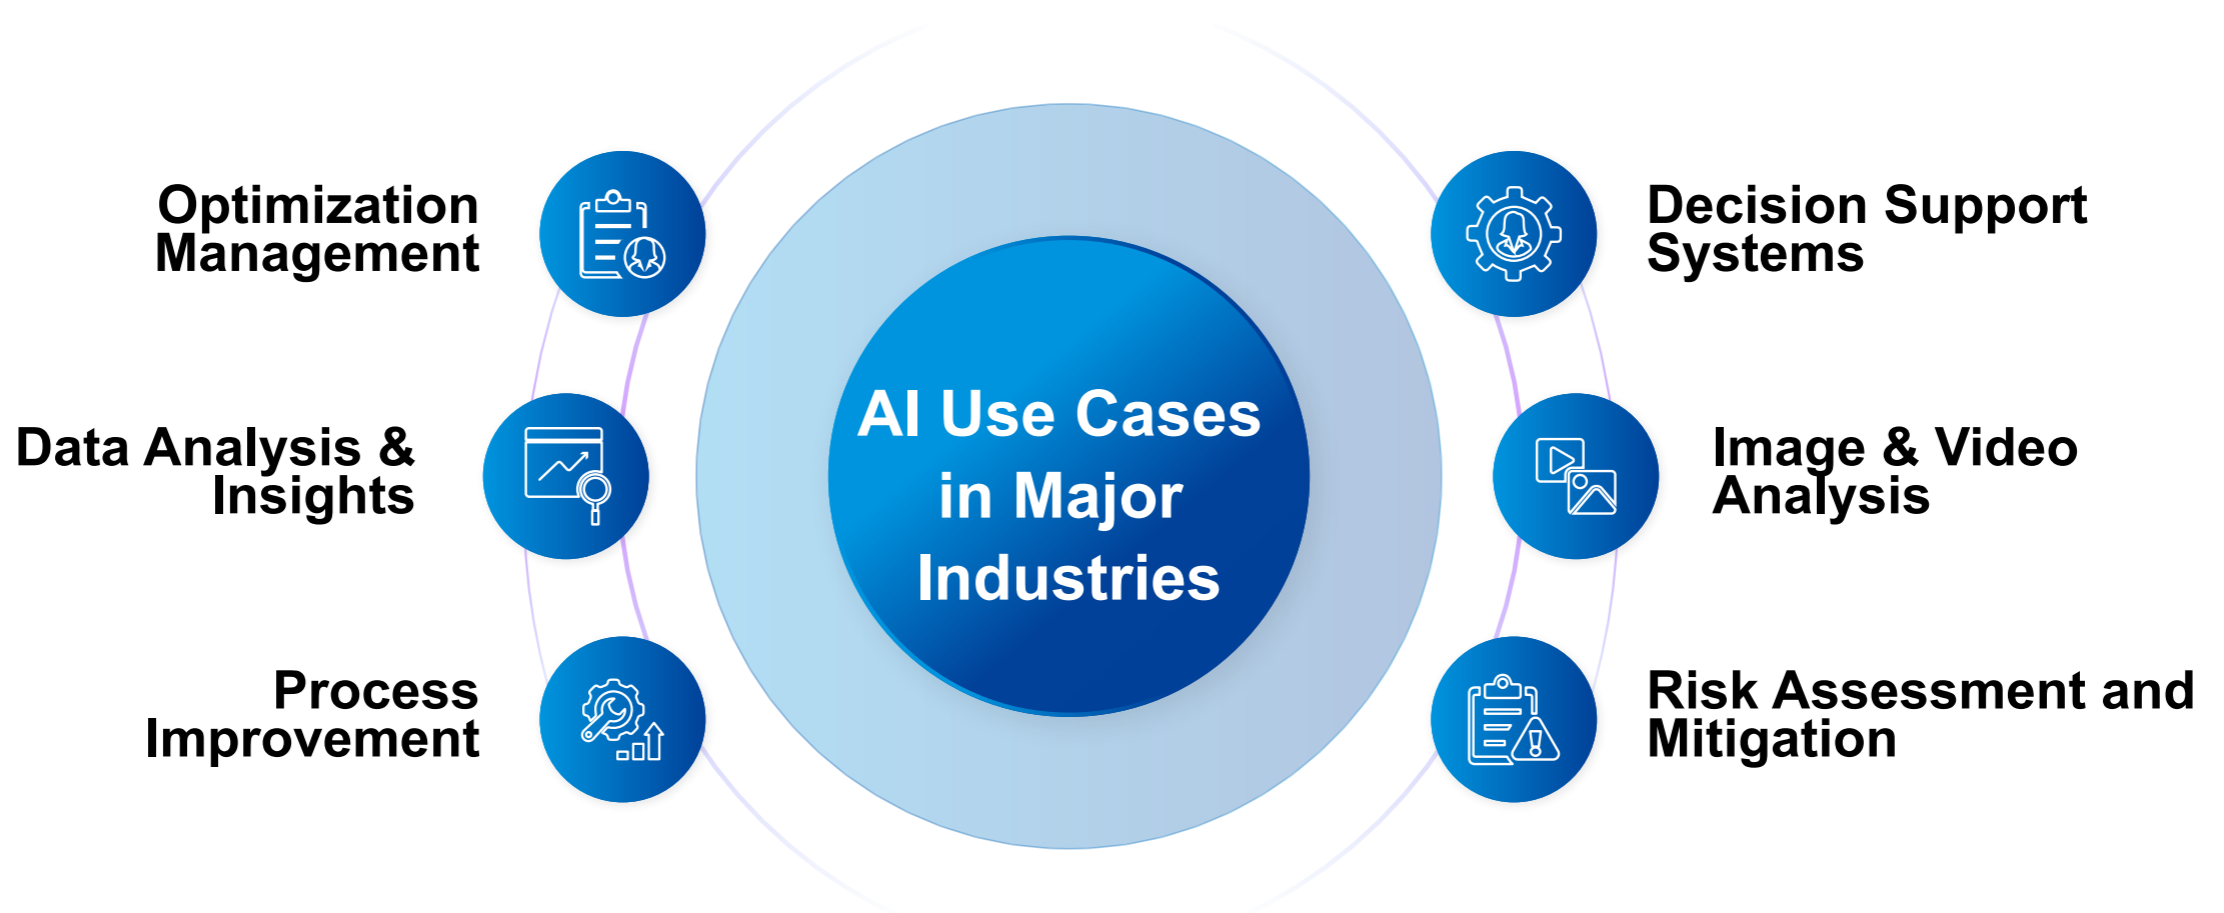 Optimization
Management
Data Analysis &
Insights
Process
Improvement
AI Use Cases
in Major
Industries
Decision Support
Systems
Image & Video
Analysis
Risk Assessment and
Mitigation